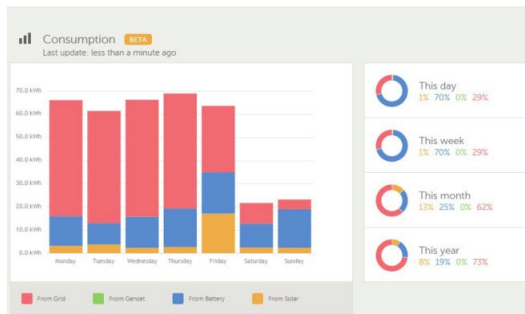 Consumption BETA
Last update: less than a minute ago
70.0 kWh
60.0 kWh
50.0 kWh
40.0 kWh
30.0 kWh
20.0 kWh
10.0 kWh
0.0 kWh
Monday Tuesday Wednesday Thursday Friday Saturday Sunday
From Grid From Genset From Battery From Solar
This day
1% 70% 0% 29%
This week
1% 70% 0% 29%
This month
13% 25% 0% 62%
This year
8% 19% 0% 73%